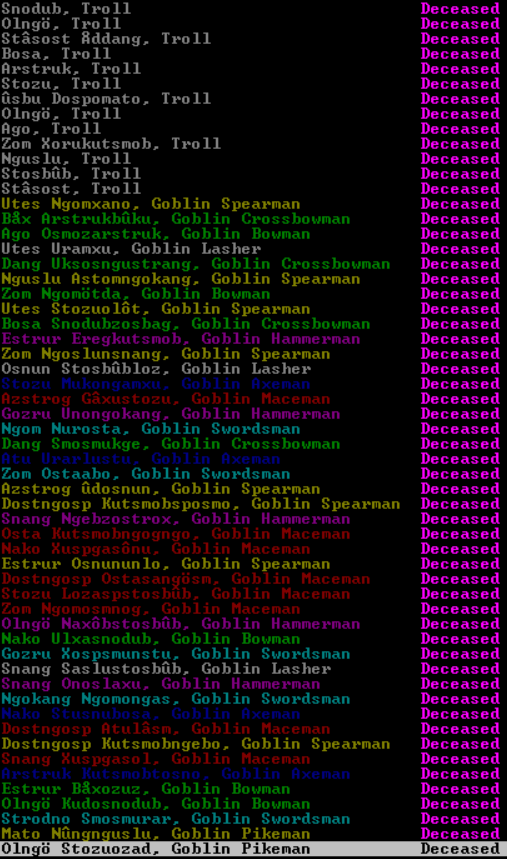 Snodub, Troll Deceased
Olngö, Troll Deceased
Stâsost Åddang, Troll Deceased
Bosa, Troll Deceased
Arstruk, Troll Deceased
Stozu, Troll Deceased
ûsbu Dospomato, Troll Deceased
Olngö, Troll Deceased
Ago, Troll Deceased
Zom Xorukutsmob, Troll Deceased
Nguslu, Troll Deceased
Stosbûb, Troll Deceased
Stâsost, Troll Deceased
Utes Ngomxano, Goblin Spearman Deceased
Båx Arstrukbûku, Goblin Crossbowman Deceased
Ago Osmozarstruk, Goblin Bowman Deceased
Utes Uramxu, Goblin Lasher Deceased
Dang Uksosngustrang, Goblin Crossbowman Deceased
Nguslu Astomngokang, Goblin Spearman Deceased
Zom Ngomötda, Goblin Bowman Deceased
Utes Stozuolôt, Goblin Spearman Deceased
Bosa Snodubzosbag, Goblin Crossbowman Deceased
Estrur Eregkutsmob, Goblin Hammerman Deceased
Zom Ngoslunsnang, Goblin Spearman Deceased
Osnun Stosbûbloz, Goblin Lasher Deceased
Stozu Mukongamxu, Goblin Axeman Deceased
Azstrog Gâxustozu, Goblin Maceman Deceased
Gozru Unongokang, Goblin Hammerman Deceased
Ngom Nurosta, Goblin Swordsman Deceased
Dang Smosmukge, Goblin Crossbowman Deceased
Atu Urarlustu, Goblin Axeman Deceased
Zom Ostaabo, Goblin Swordsman Deceased
Azstrog ûdosnun, Goblin Spearman Deceased
Dostngosp Kutsmobsposmo, Goblin Spearman Deceased
Snang Ngebzostrox, Goblin Hammerman Deceased
Osta Kutsmobngogngo, Goblin Maceman Deceased
Nako Xuspgasônu, Goblin Maceman Deceased
Estrur Osnununlo, Goblin Spearman Deceased
Dostngosp Ostasangösm, Goblin Maceman Deceased
Stozu Lozaspstosbûb, Goblin Maceman Deceased
Zom Ngomosmnog, Goblin Maceman Deceased
Olngö Naxôbstosbûb, Goblin Hammerman Deceased
Nako Ulxasnodub, Goblin Bowman Deceased
Gozru Xospsmunstu, Goblin Swordsman Deceased
Snang Saslustosbûb, Goblin Lasher Deceased
Snang Onoslaxu, Goblin Hammerman Deceased
Ngokang Ngomongas, Goblin Swordsman Deceased
Nako Stusnubosa, Goblin Axeman Deceased
Dostngosp Atulâsm, Goblin Maceman Deceased
Dostngosp Kutsmobngebo, Goblin Spearman Deceased
Snang Xuspgasol, Goblin Maceman Deceased
Arstruk Kutsmobtosno, Goblin Axeman Deceased
Estrur Båxozuz, Goblin Bowman Deceased
Olngö Kudosnodub, Goblin Bowman Deceased
Strodno Smosmurar, Goblin Swordsman Deceased
Mato Nûngnguslu, Goblin Pikeman Deceased
Olngö Stozuozad, Goblin Pikeman Deceased